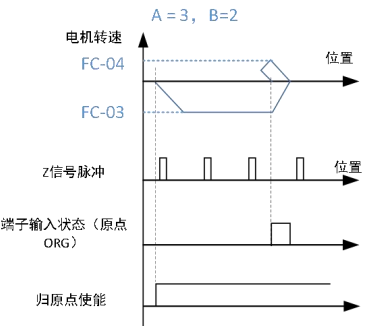 A = 3，B=2
电机转速
FC-04
位置
FC-03
Z信号脉冲
位置
端子输入状态（原点
ORG）
归原点使能